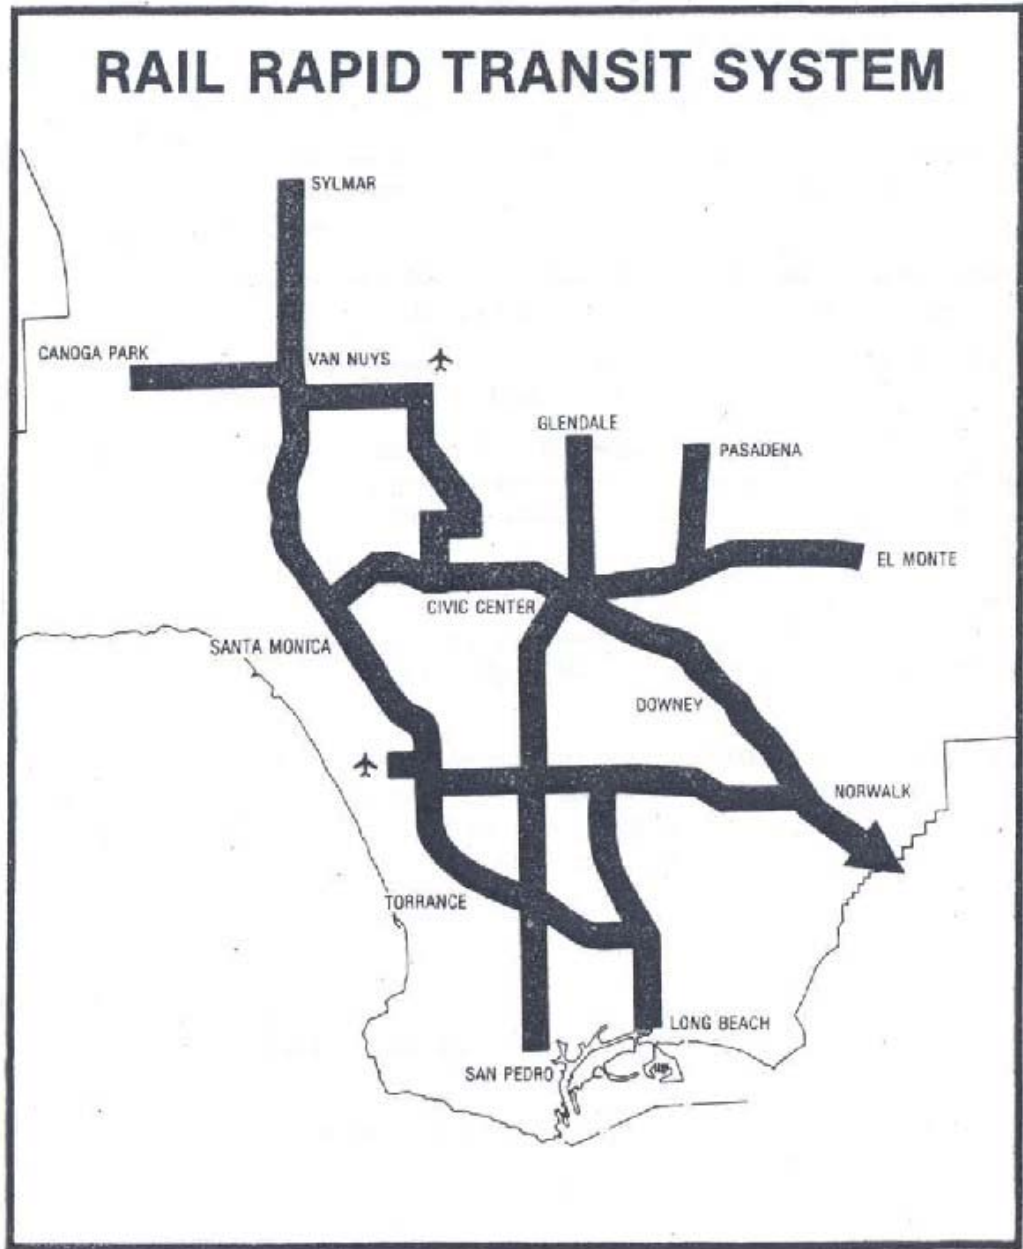 RAIL RAPID TRANSIT SYSTEM
SYLMAR
CANOGA PARK
VAN NUYS
GLENDALE
PASADENA
EL MONTE
CIVIC CENTER
SANTA MONICA
DOWNEY
NORWALK
TORRANCE
LONG BEACH
SAN PEDRO